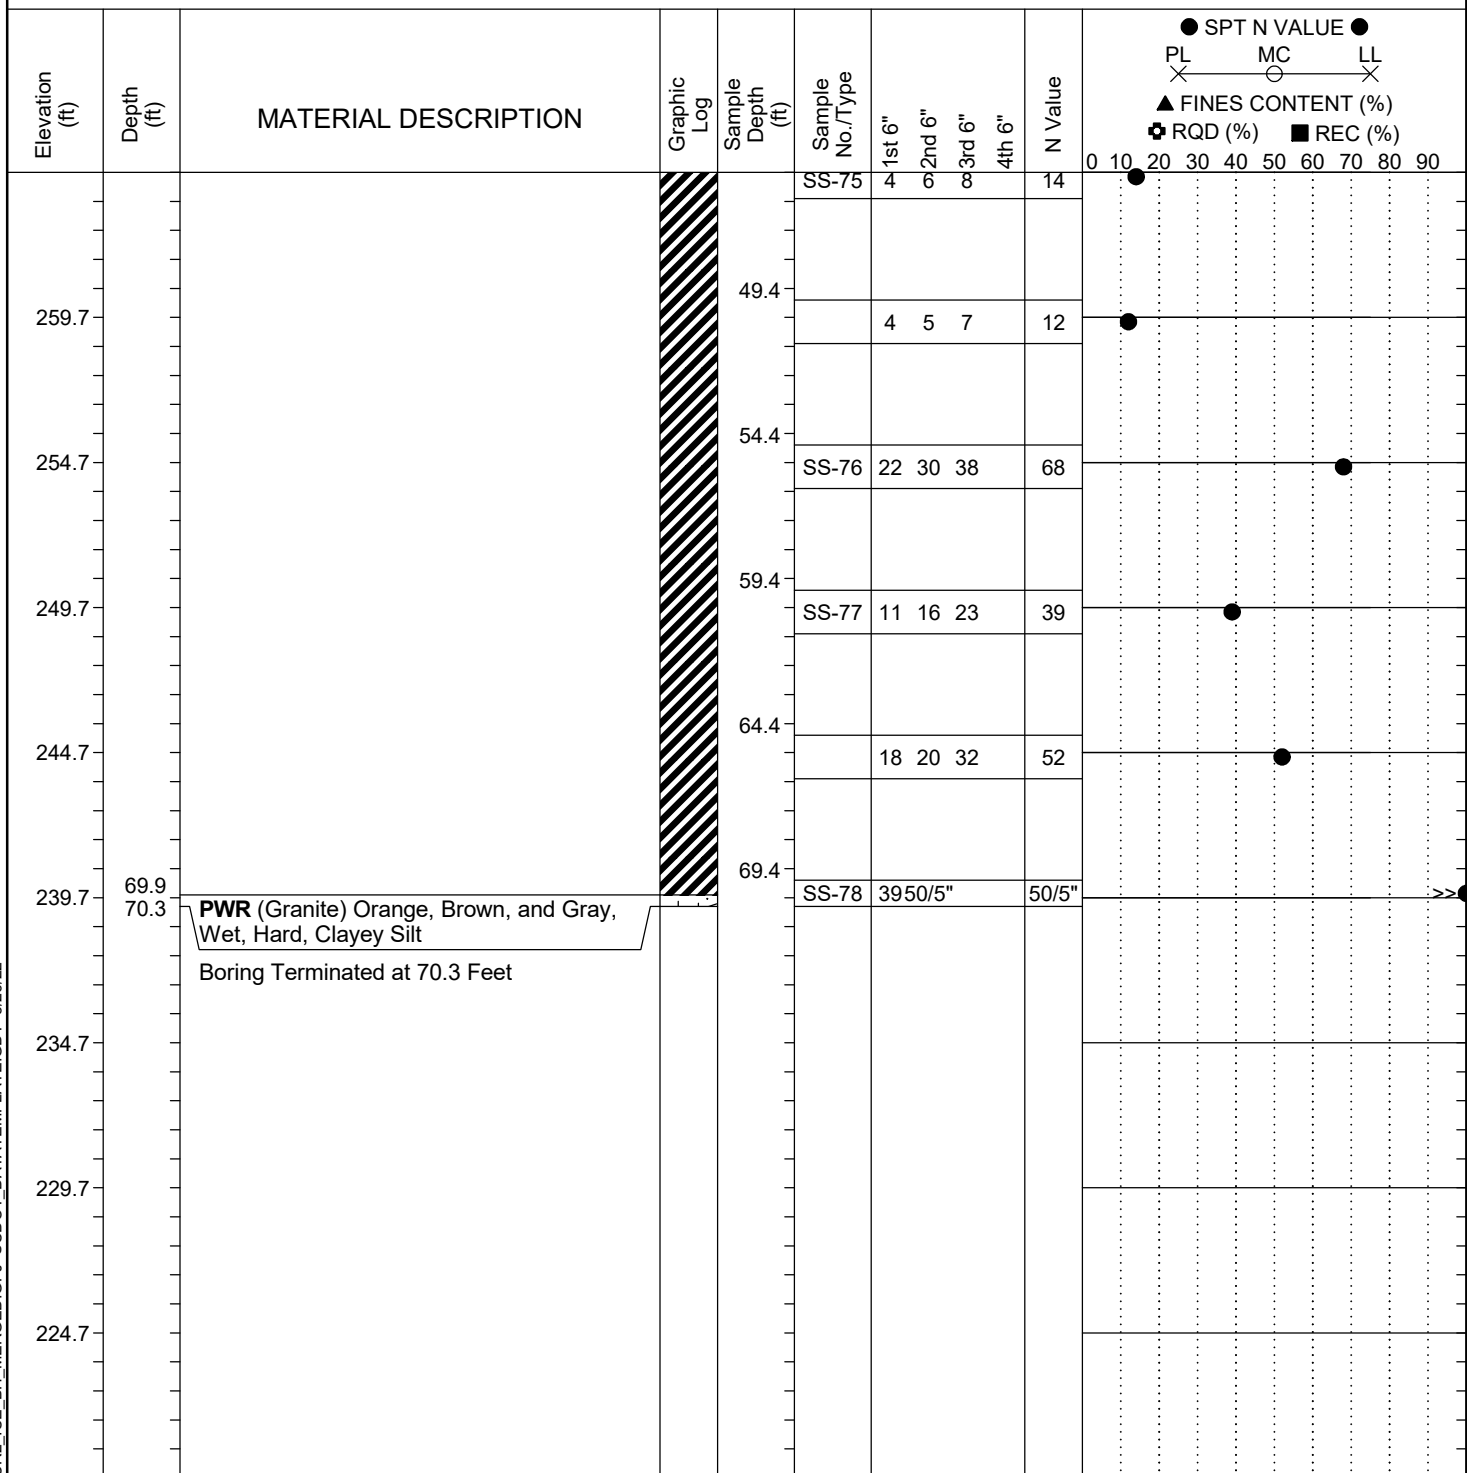 ● SPT N VALUE ●
PL MC LL
▲ FINES CONTENT (%)
RQD (%) ■ REC (%)
Elevation (ft)
Depth (ft)
MATERIAL DESCRIPTION
Graphic Log
Sample Depth (ft)
Sample No./Type
1st 6"
2nd 6"
3rd 6"
4th 6"
N Value
0 10 20 30 40 50 60 70 80 90
SS-75 4 6 8 14
49.4
259.7 4 5 7 12
54.4
254.7 SS-76 22 30 38 68
59.4
249.7 SS-77 11 16 23 39
64.4
244.7 18 20 32 52
69.4
69.9
239.7 SS-78 39 50/5" 50/5" >>
70.3
PWR (Granite) Orange, Brown, and Gray,
Wet, Hard, Clayey Silt
Boring Terminated at 70.3 Feet
234.7
229.7
224.7